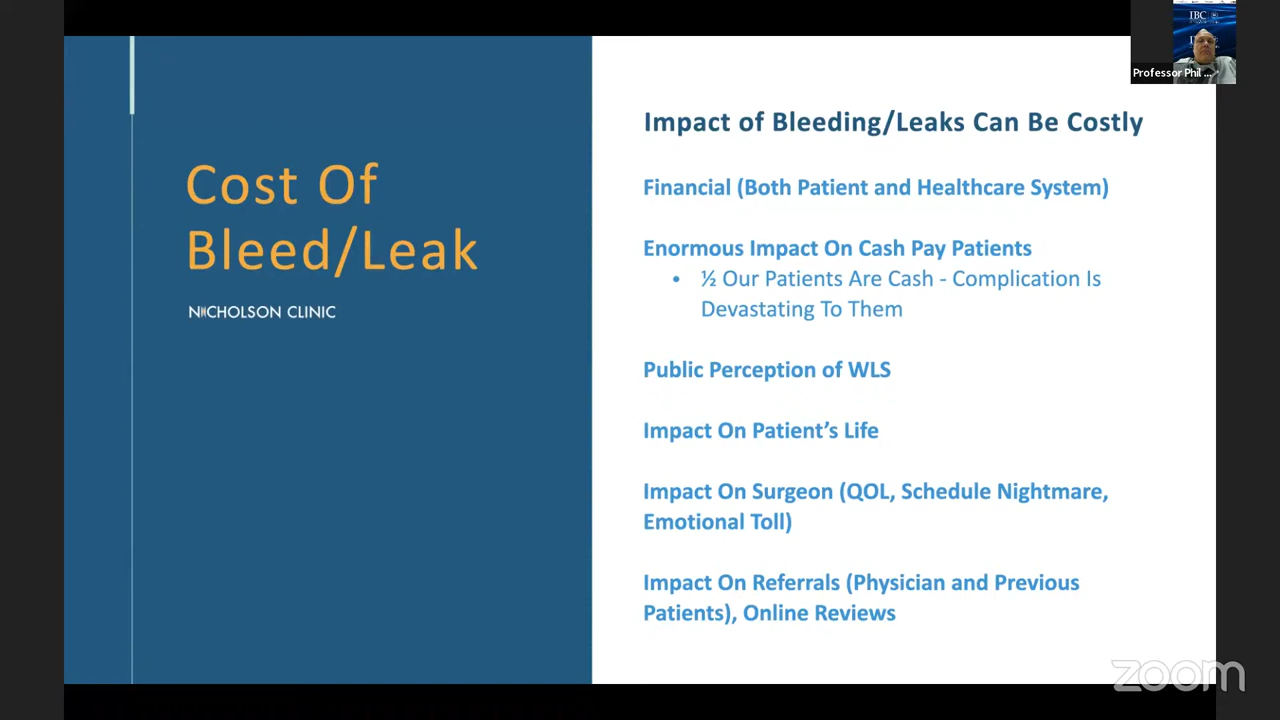 IBC
Professor Phil ...
Cost Of
Bleed/Leak
NICHOLSON CLINIC
Impact of Bleeding/Leaks Can Be Costly
Financial (Both Patient and Healthcare System)
Enormous Impact On Cash Pay Patients
• ½ Our Patients Are Cash - Complication Is
Devastating To Them
Public Perception of WLS
Impact On Patient’s Life
Impact On Surgeon (QOL, Schedule Nightmare,
Emotional Toll)
Impact On Referrals (Physician and Previous
Patients), Online Reviews
zoom